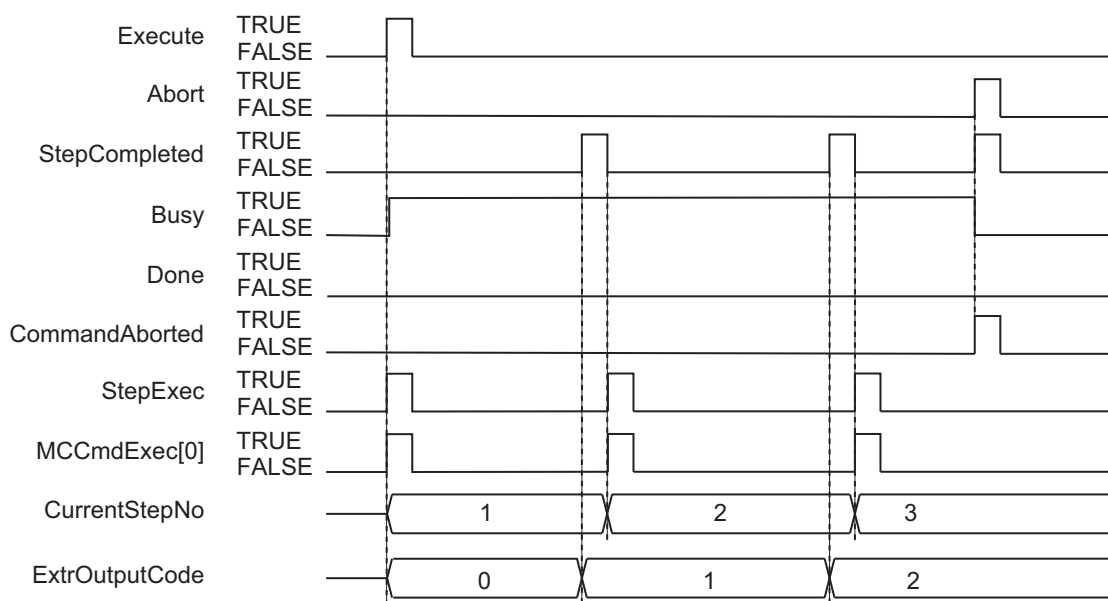 Execute TRUE
FALSE
Abort TRUE
FALSE
StepCompleted TRUE
FALSE
Busy TRUE
FALSE
Done TRUE
FALSE
CommandAborted TRUE
FALSE
StepExec TRUE
FALSE
MCCmdExec[0] TRUE
FALSE
CurrentStepNo 1 2 3
ExtrOutputCode 0 1 2